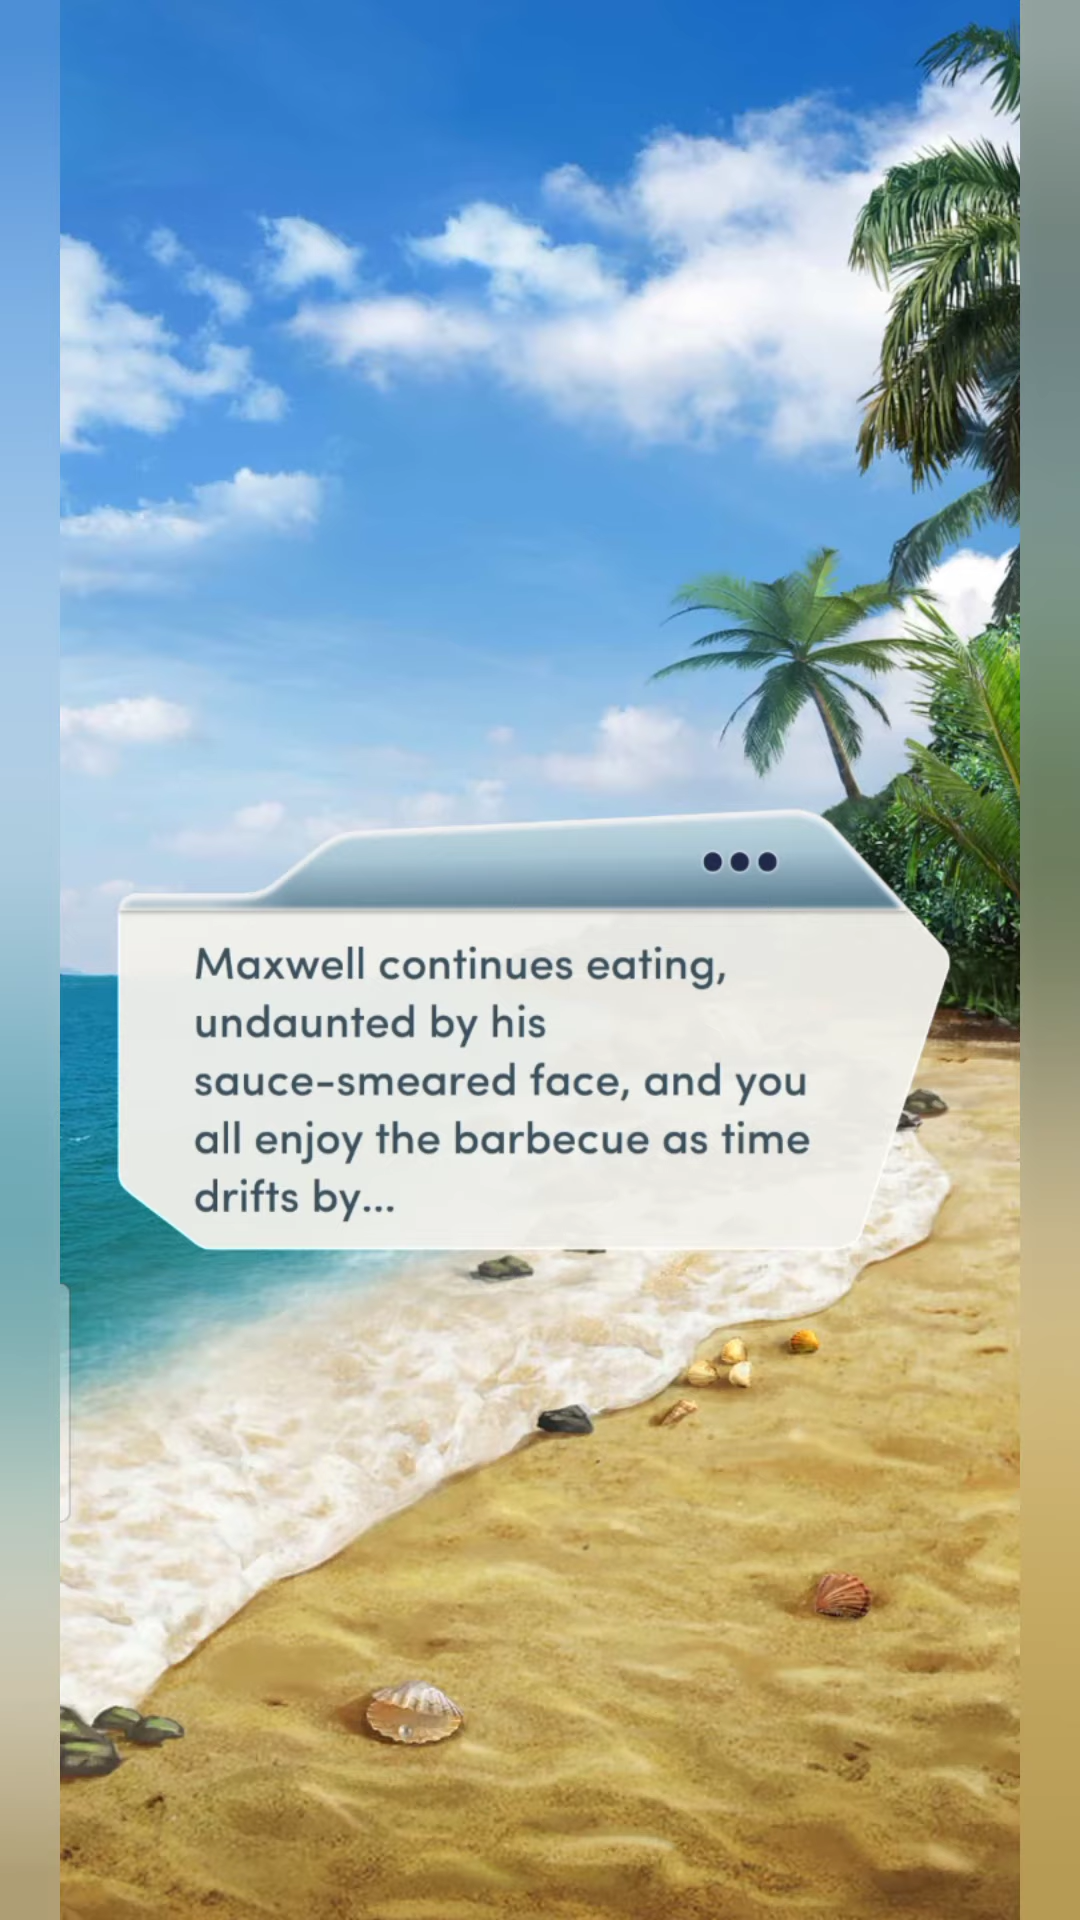 Maxwell continues eating,
undaunted by his
sauce-smeared face, and you
all enjoy the barbecue as time
drifts by...